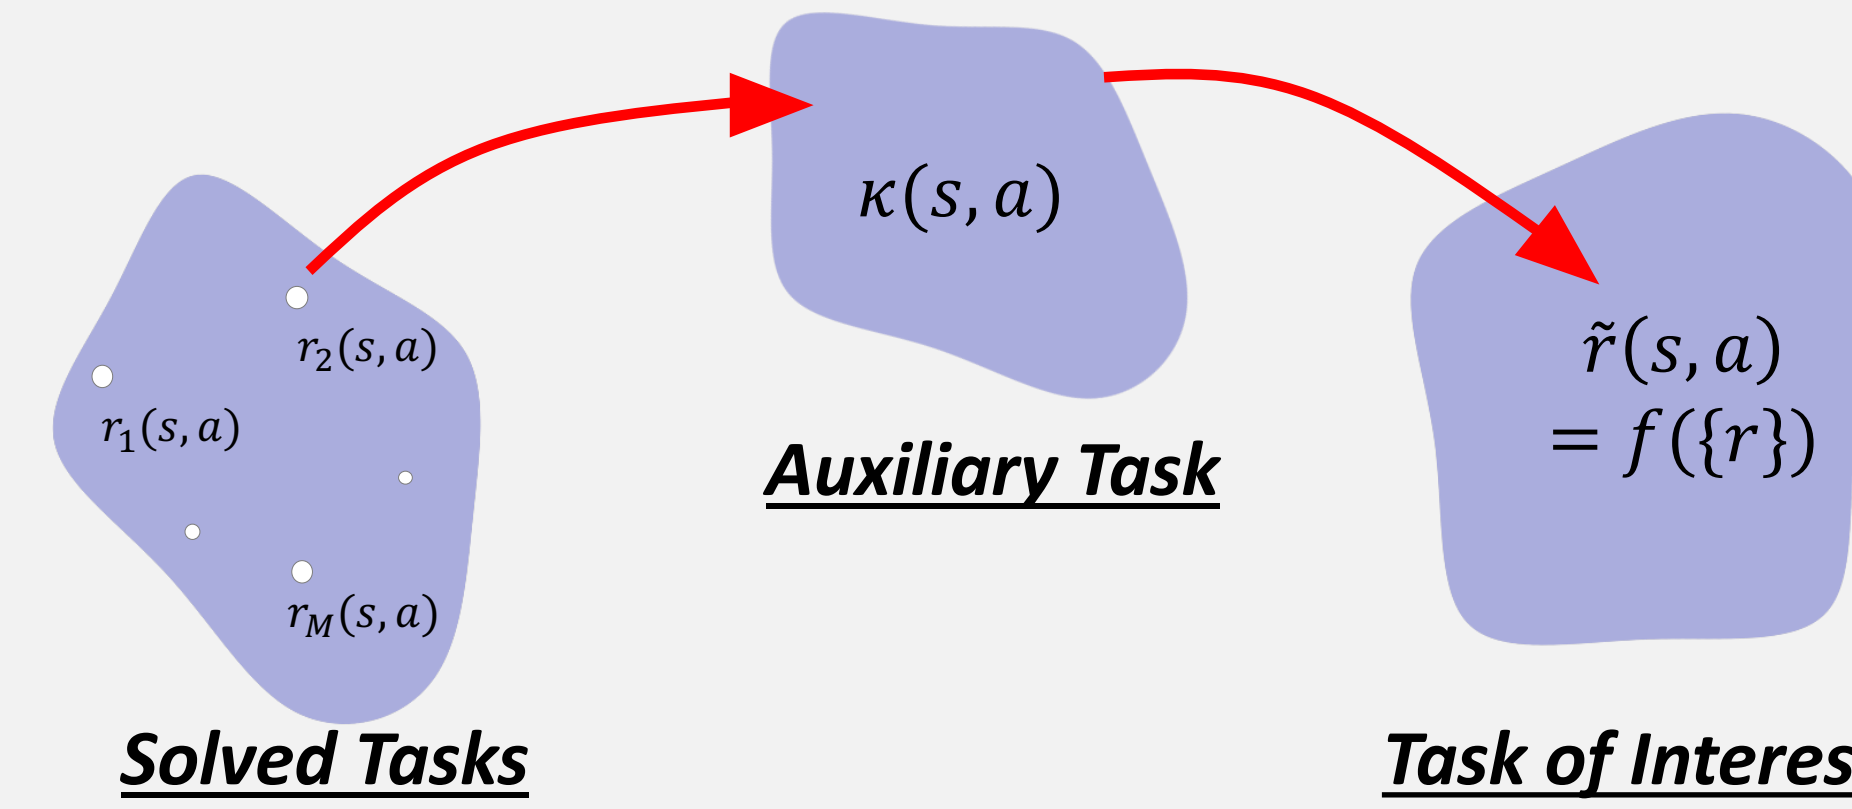 κ(s, a)
r₂(s, a)
r₁(s, a)
r_M(s, a)
r̃(s, a)
= f({r})
Auxiliary Task
Solved Tasks
Task of Interes